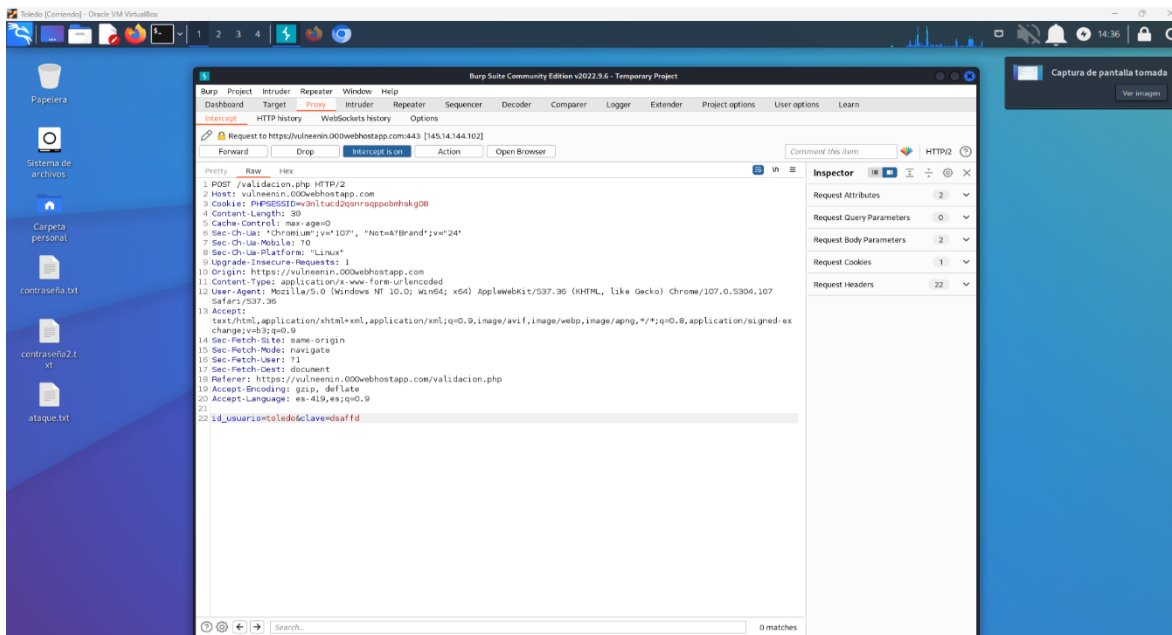 Toledo [Corriendo] - Oracle VM VirtualBox
1 2 3 4
14:36
Papelera
Sistema de
archivos
Carpeta
personal
contraseña.txt
contraseña2.t
xt
ataque.txt
Captura de pantalla tomada
Ver imagen
Burp Suite Community Edition v2022.9.6 - Temporary Project
Burp Project Intruder Repeater Window Help
Dashboard Target Proxy Intruder Repeater Sequencer Decoder Comparer Logger Extender Project options User options Learn
Intercept HTTP history WebSockets history Options
Request to https://vulneenin.000webhostapp.com:443 [145.14.144.102]
Forward Drop Intercept is on Action Open Browser Comment this item HTTP/2
Pretty Raw Hex \n
1 POST /validacion.php HTTP/2
2 Host: vulneenin.000webhostapp.com
3 Cookie: PHPSESSID=v3nltucd2qsnrsqppobmhskg08
4 Content-Length: 30
5 Cache-Control: max-age=0
6 Sec-Ch-Ua: "Chromium";v="107", "Not=A?Brand";v="24"
7 Sec-Ch-Ua-Mobile: ?0
8 Sec-Ch-Ua-Platform: "Linux"
9 Upgrade-Insecure-Requests: 1
10 Origin: https://vulneenin.000webhostapp.com
11 Content-Type: application/x-www-form-urlencoded
12 User-Agent: Mozilla/5.0 (Windows NT 10.0; Win64; x64) AppleWebKit/537.36 (KHTML, like Gecko) Chrome/107.0.5304.107
Safari/537.36
13 Accept:
text/html,application/xhtml+xml,application/xml;q=0.9,image/avif,image/webp,image/apng,*/*;q=0.8,application/signed-ex
change;v=b3;q=0.9
14 Sec-Fetch-Site: same-origin
15 Sec-Fetch-Mode: navigate
16 Sec-Fetch-User: ?1
17 Sec-Fetch-Dest: document
18 Referer: https://vulneenin.000webhostapp.com/validacion.php
19 Accept-Encoding: gzip, deflate
20 Accept-Language: es-419,es;q=0.9
21
22 id_usuario=toledo&clave=dsaffd
Inspector
Request Attributes 2
Request Query Parameters 0
Request Body Parameters 2
Request Cookies 1
Request Headers 22
Search...
0 matches